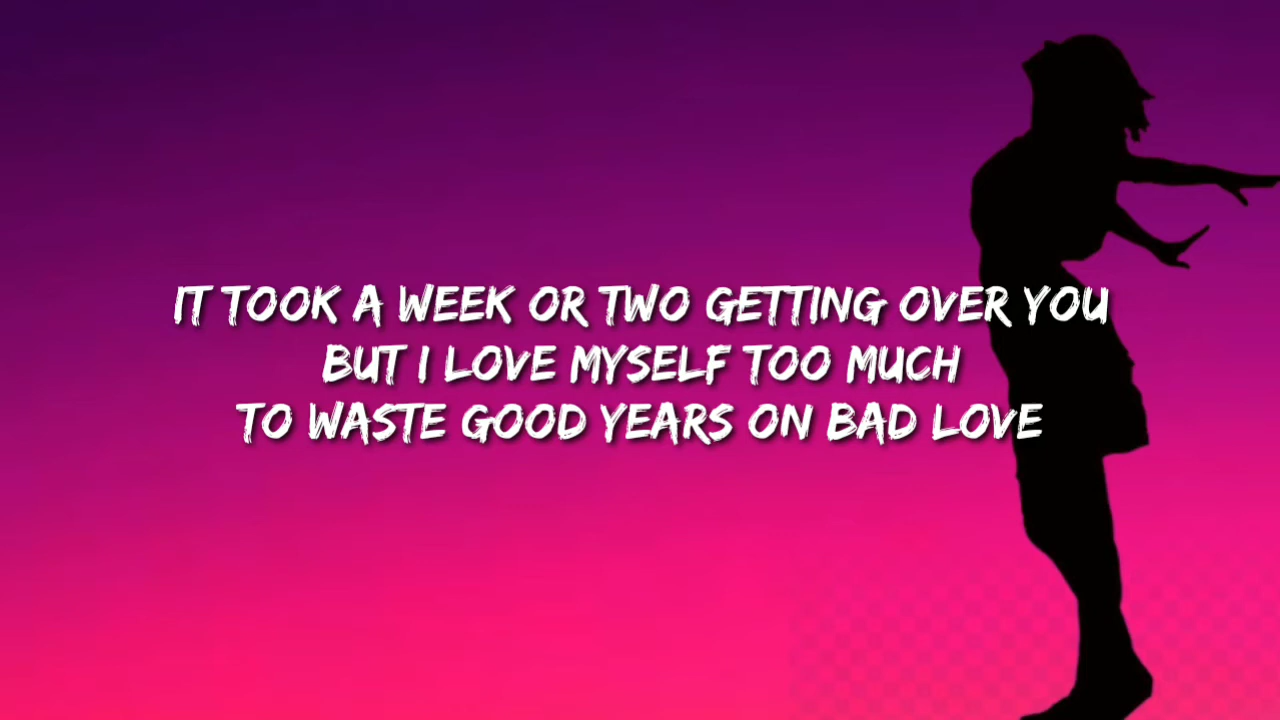 IT TOOK A WEEK OR TWO GETTING OVER YOU
BUT I LOVE MYSELF TOO MUCH
TO WASTE GOOD YEARS ON BAD LOVE